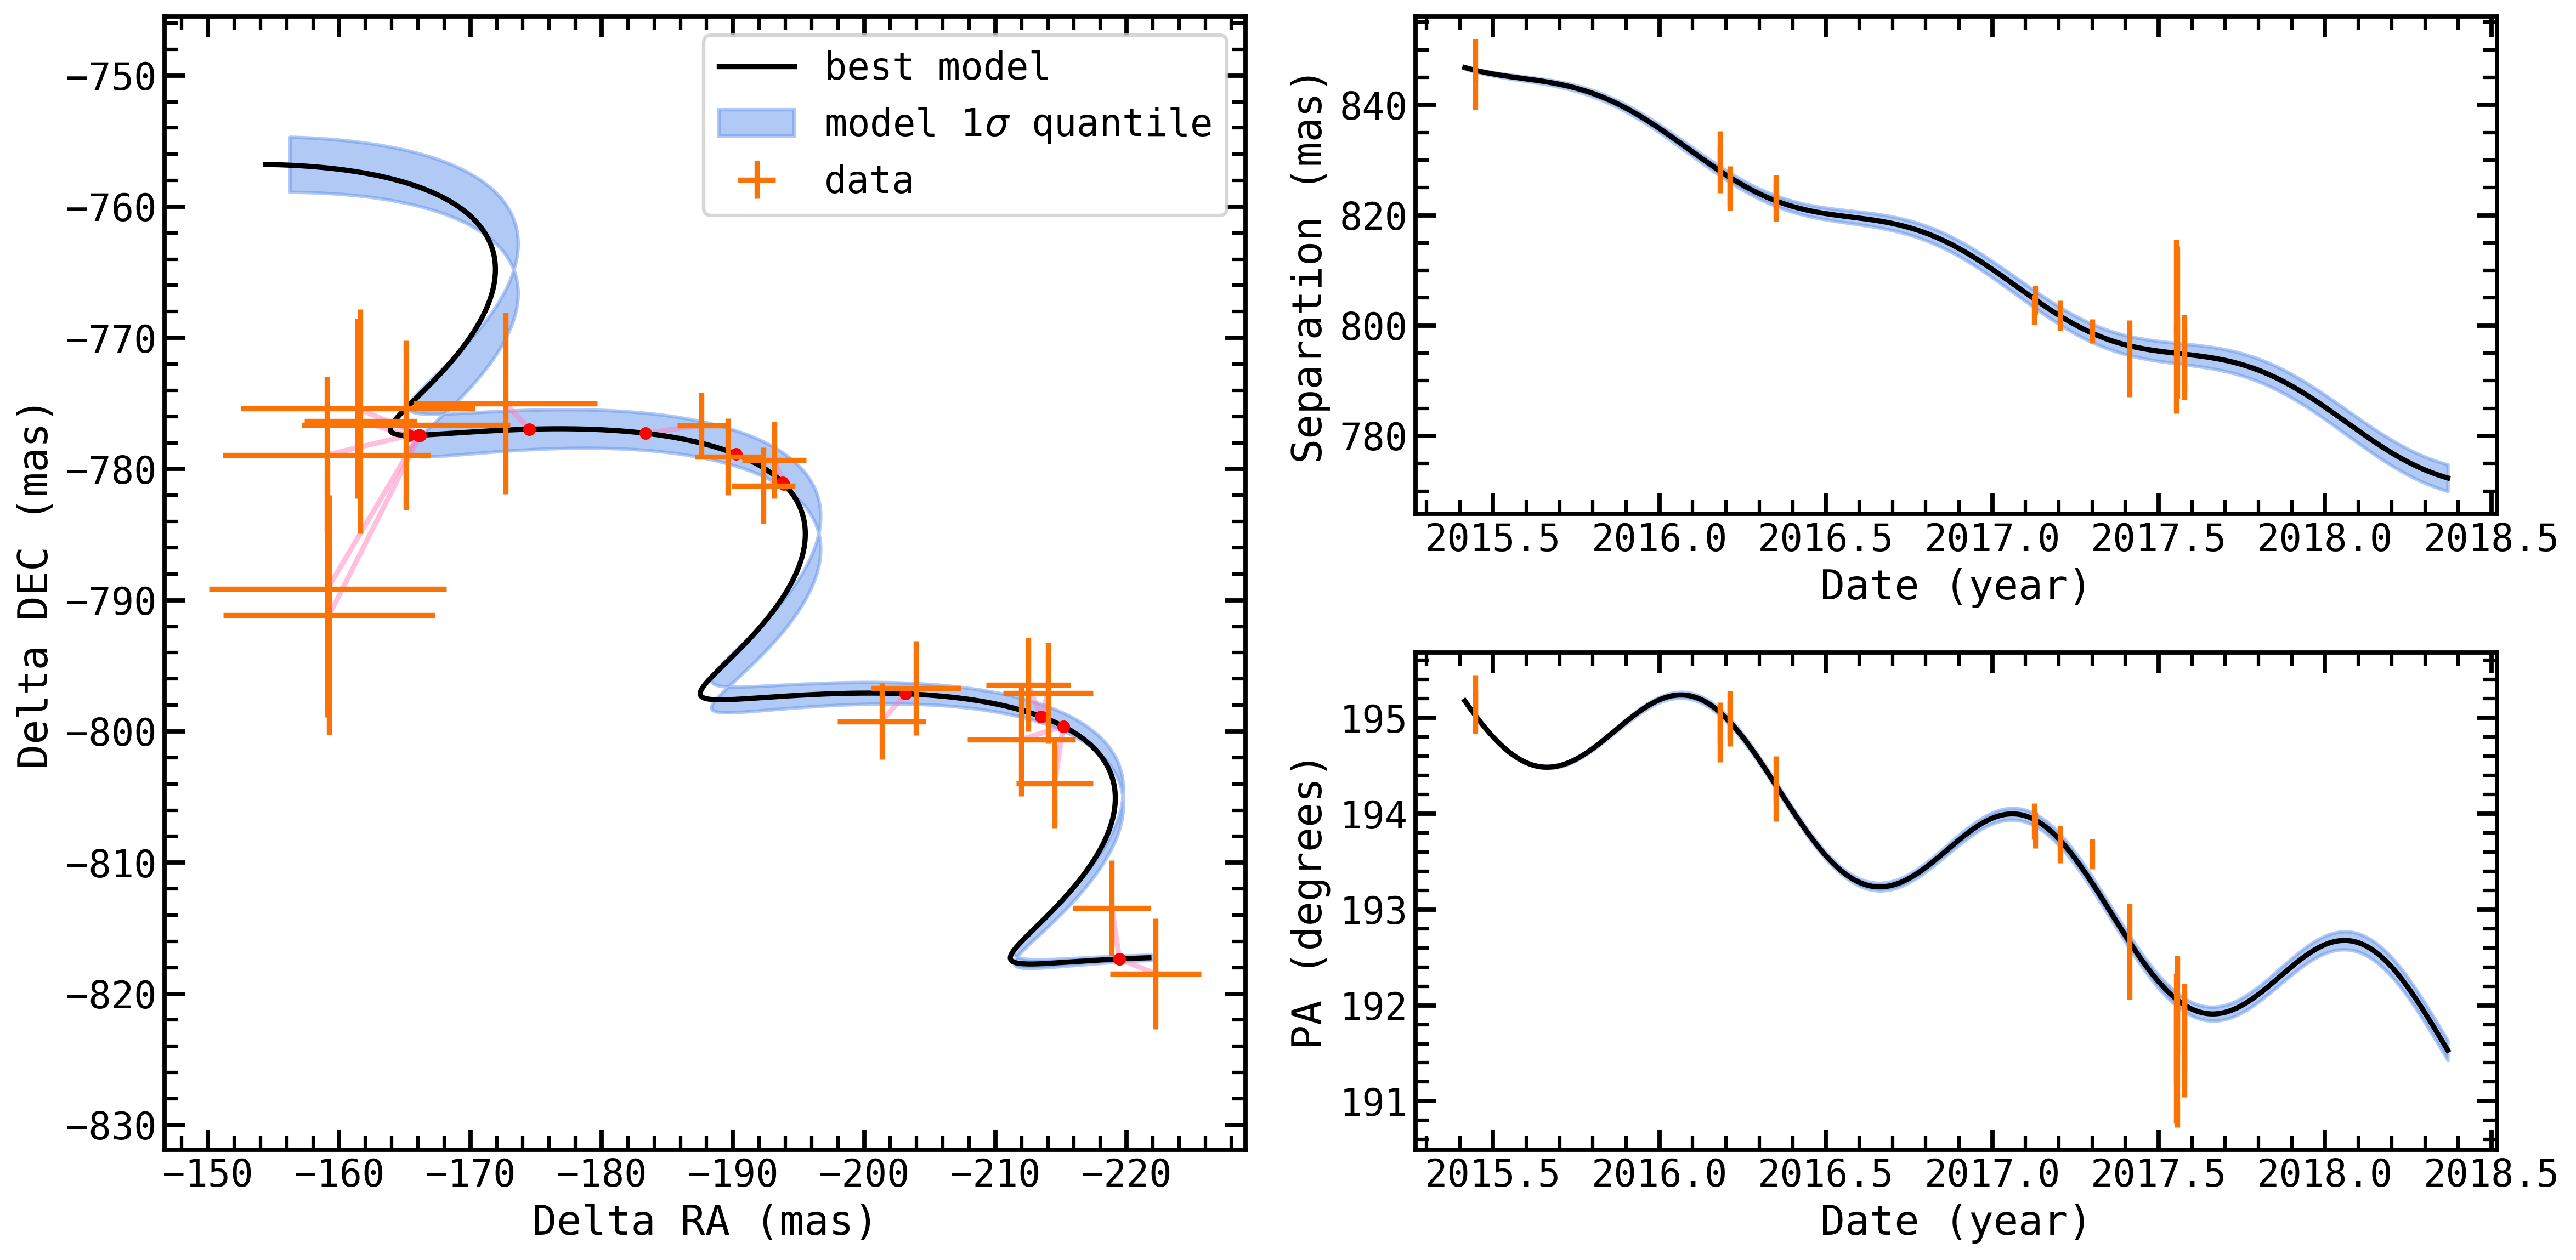 best model
model 1σ quantile
data
−750
−760
−770
−780
−790
−800
−810
−820
−830
Delta DEC (mas)
−150 −160 −170 −180 −190 −200 −210 −220
Delta RA (mas)
840
820
800
780
Separation (mas)
2015.5 2016.0 2016.5 2017.0 2017.5 2018.0 2018.5
Date (year)
195
194
193
192
191
PA (degrees)
2015.5 2016.0 2016.5 2017.0 2017.5 2018.0 2018.5
Date (year)